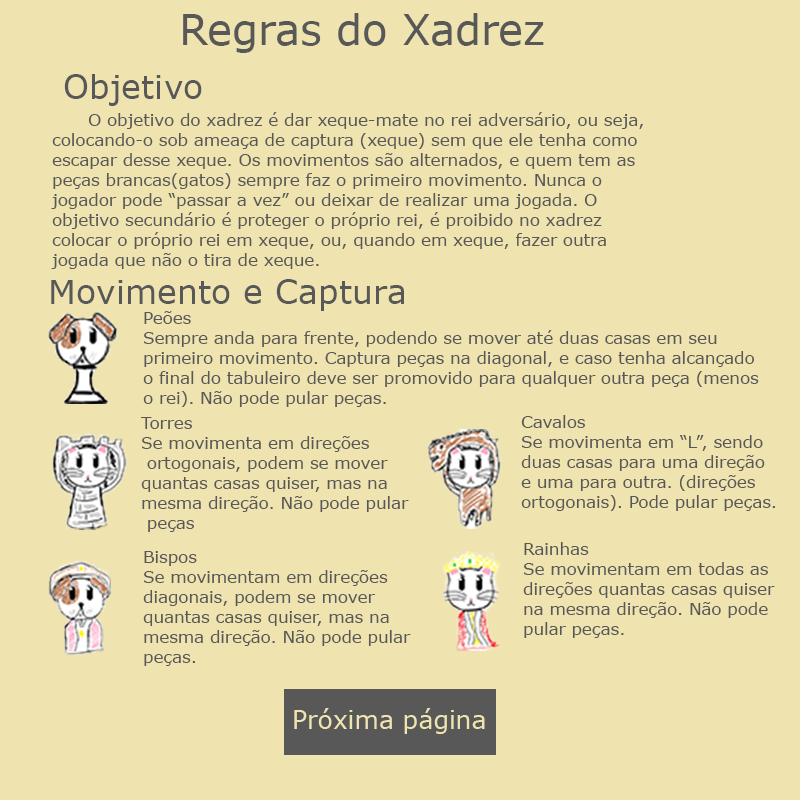 Regras do Xadrez
Objetivo
O objetivo do xadrez é dar xeque-mate no rei adversário, ou seja,
colocando-o sob ameaça de captura (xeque) sem que ele tenha como
escapar desse xeque. Os movimentos são alternados, e quem tem as
peças brancas(gatos) sempre faz o primeiro movimento. Nunca o
jogador pode “passar a vez” ou deixar de realizar uma jogada. O
objetivo secundário é proteger o próprio rei, é proibido no xadrez
colocar o próprio rei em xeque, ou, quando em xeque, fazer outra
jogada que não o tira de xeque.
Movimento e Captura
Peões
Sempre anda para frente, podendo se mover até duas casas em seu
primeiro movimento. Captura peças na diagonal, e caso tenha alcançado
o final do tabuleiro deve ser promovido para qualquer outra peça (menos
o rei). Não pode pular peças.
Torres
Se movimenta em direções
ortogonais, podem se mover
quantas casas quiser, mas na
mesma direção. Não pode pular
peças
Cavalos
Se movimenta em “L”, sendo
duas casas para uma direção
e uma para outra. (direções
ortogonais). Pode pular peças.
Bispos
Se movimentam em direções
diagonais, podem se mover
quantas casas quiser, mas na
mesma direção. Não pode pular
peças.
Rainhas
Se movimentam em todas as
direções quantas casas quiser
na mesma direção. Não pode
pular peças.
Próxima página